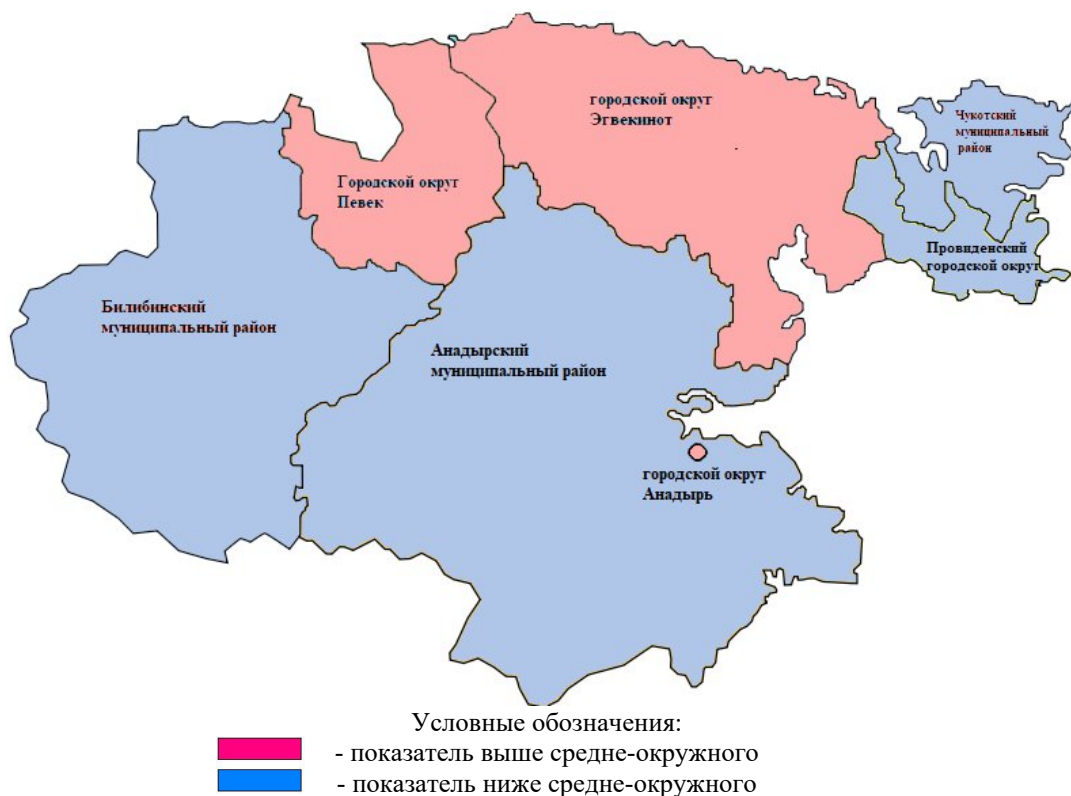 городской округ
Эгвекинот
Чукотский
муниципальный
район
Городской округ
Певек
Провиденский
городской округ
Билибинский
муниципальный район
Анадырский
муниципальный район
городской округ
Анадырь
Условные обозначения:
- показатель выше средне-окружного
- показатель ниже средне-окружного